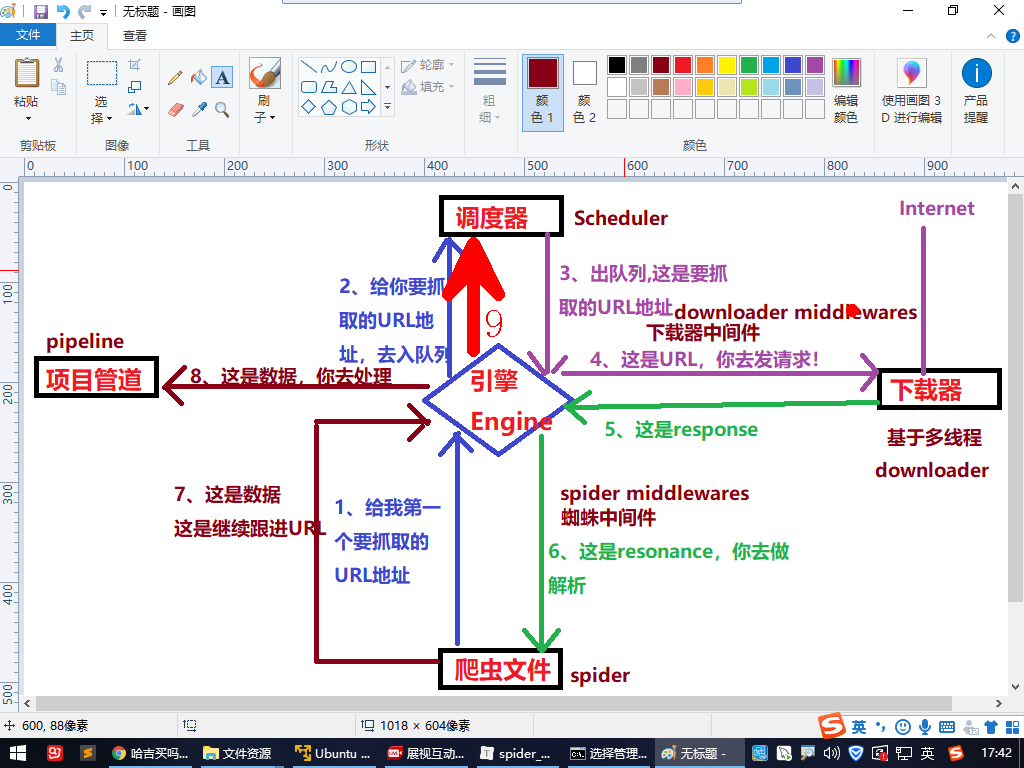 无标题 - 画图
文件
主页
查看
粘贴
选
择
刷
子
轮廓
填充
粗
细
颜
色 1
颜
色 2
编辑
颜色
使用画图 3
D 进行编辑
产品
提醒
剪贴板
图像
工具
形状
颜色
0
100
200
300
400
500
600
700
800
900
0
100
200
300
400
500
调度器
Scheduler
Internet
2、给你要抓
取的URL地
址，去入队列
9
3、出队列,这是要抓
取的URL地址
downloader middlewares
下载器中间件
4、这是URL，你去发请求！
pipeline
项目管道
8、这是数据，你去处理
引擎
Engine
下载器
5、这是response
基于多线程
downloader
7、这是数据
这是继续跟进URL
1、给我第一
个要抓取的
URL地址
spider middlewares
蜘蛛中间件
6、这是resonance，你去做
解析
爬虫文件
spider
600, 88像素
1018 × 604像素
英
哈吉买吗...
文件资源
Ubuntu ...
展视互动...
spider_...
选择管理...
无标题 - ...
英
17:42